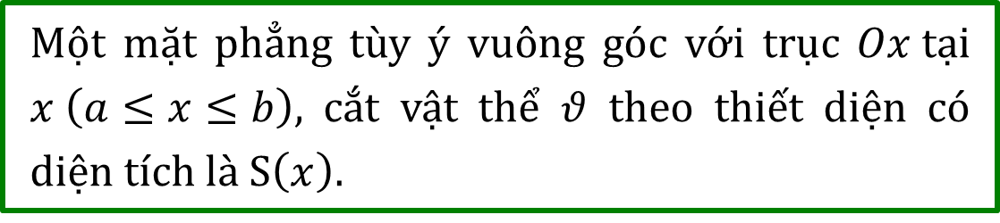 Một mặt phẳng tùy ý vuông góc với trục Ox tại
x (a ≤ x ≤ b), cắt vật thể ϑ theo thiết diện có
diện tích là S(x).